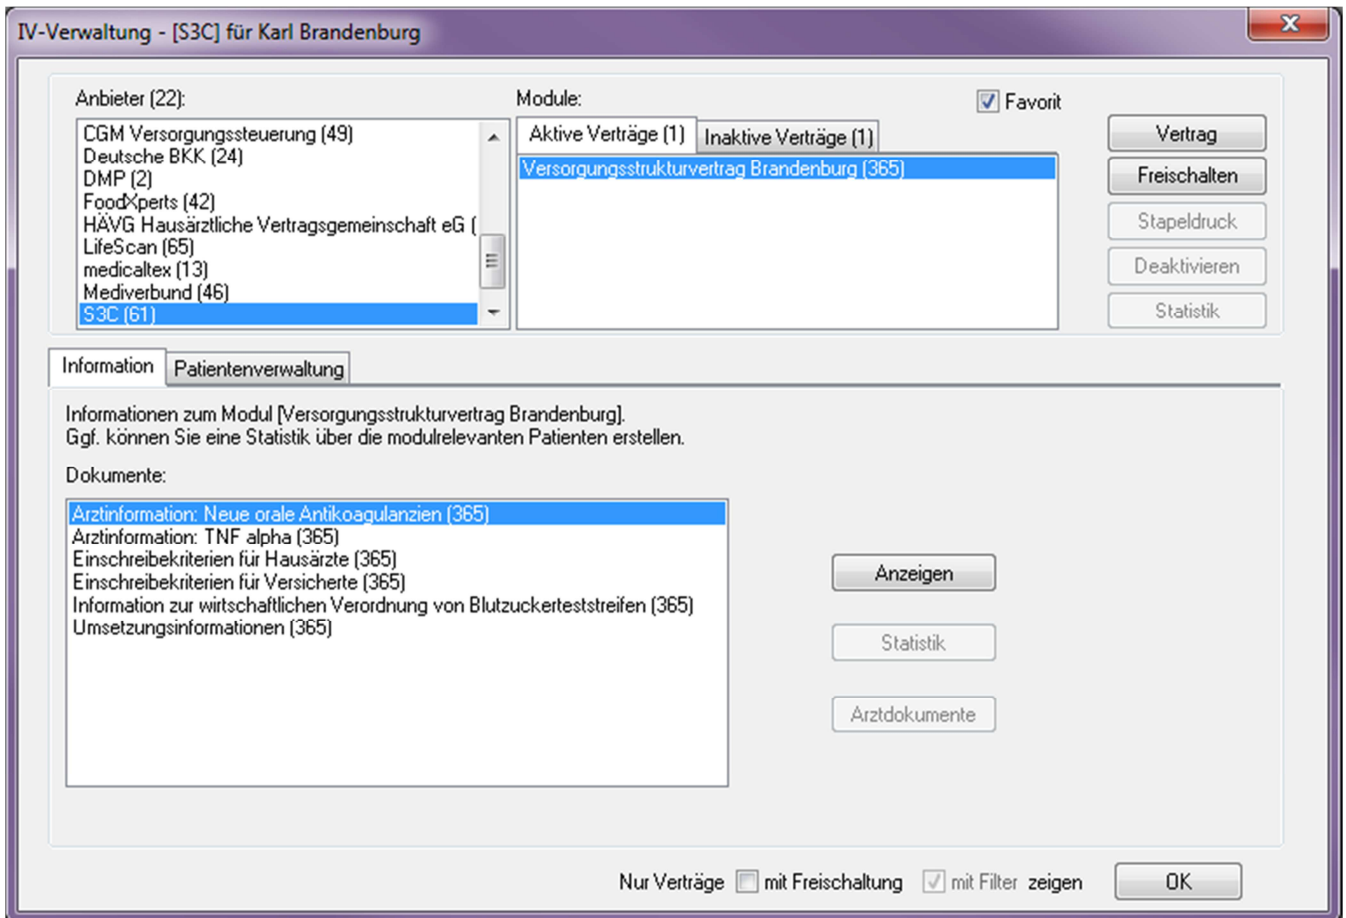 IV-Verwaltung - [S3C] für Karl Brandenburg
Anbieter (22):
CGM Versorgungssteuerung (49)
Deutsche BKK (24)
DMP (2)
FoodXperts (42)
HÄVG Hausärztliche Vertragsgemeinschaft eG (
LifeScan (65)
medicaltex (13)
Mediverbund (46)
S3C (61)
Module:
Favorit
Aktive Verträge (1)
Inaktive Verträge (1)
Versorgungsstrukturvertrag Brandenburg (365)
Vertrag
Freischalten
Stapeldruck
Deaktivieren
Statistik
Information
Patientenverwaltung
Informationen zum Modul [Versorgungsstrukturvertrag Brandenburg].
Ggf. können Sie eine Statistik über die modulrelevanten Patienten erstellen.
Dokumente:
Arztinformation: Neue orale Antikoagulanzien (365)
Arztinformation: TNF alpha (365)
Einschreibekriterien für Hausärzte (365)
Einschreibekriterien für Versicherte (365)
Information zur wirtschaftlichen Verordnung von Blutzuckerteststreifen (365)
Umsetzungsinformationen (365)
Anzeigen
Statistik
Arztdokumente
Nur Verträge mit Freischaltung mit Filter zeigen
OK